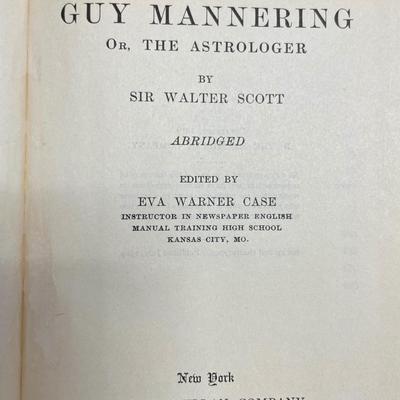 GUY MANNERING
OR, THE ASTROLOGER
BY
SIR WALTER SCOTT
ABRIDGED
EDITED BY
EVA WARNER CASE
INSTRUCTOR IN NEWSPAPER ENGLISH
MANUAL TRAINING HIGH SCHOOL
KANSAS CITY, MO.
New York
COMPANY